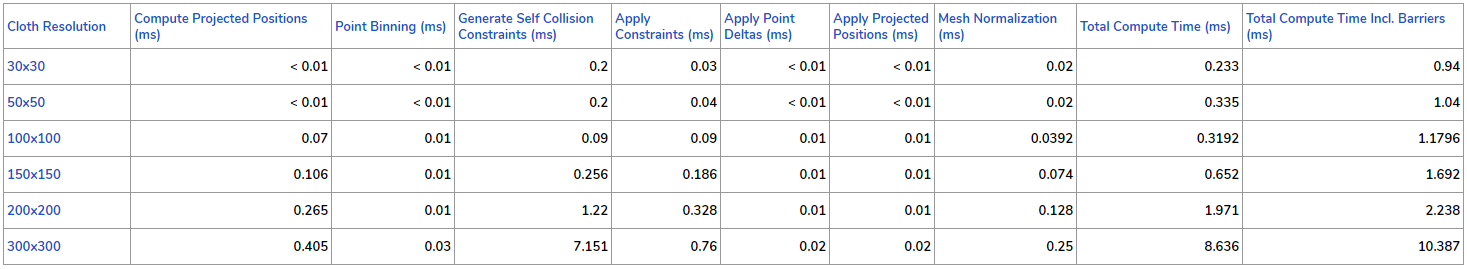 Cloth Resolution Compute Projected Positions (ms) Point Binning (ms) Generate Self Collision Constraints (ms) Apply Constraints (ms) Apply Point Deltas (ms) Apply Projected Positions (ms) Mesh Normalization (ms) Total Compute Time (ms) Total Compute Time Incl. Barriers (ms)
30x30 < 0.01 < 0.01 0.2 0.03 < 0.01 < 0.01 0.02 0.233 0.94
50x50 < 0.01 < 0.01 0.2 0.04 < 0.01 < 0.01 0.02 0.335 1.04
100x100 0.07 0.01 0.09 0.09 0.01 0.01 0.0392 0.3192 1.1796
150x150 0.106 0.01 0.256 0.186 0.01 0.01 0.074 0.652 1.692
200x200 0.265 0.01 1.22 0.328 0.01 0.01 0.128 1.971 2.238
300x300 0.405 0.03 7.151 0.76 0.02 0.02 0.25 8.636 10.387